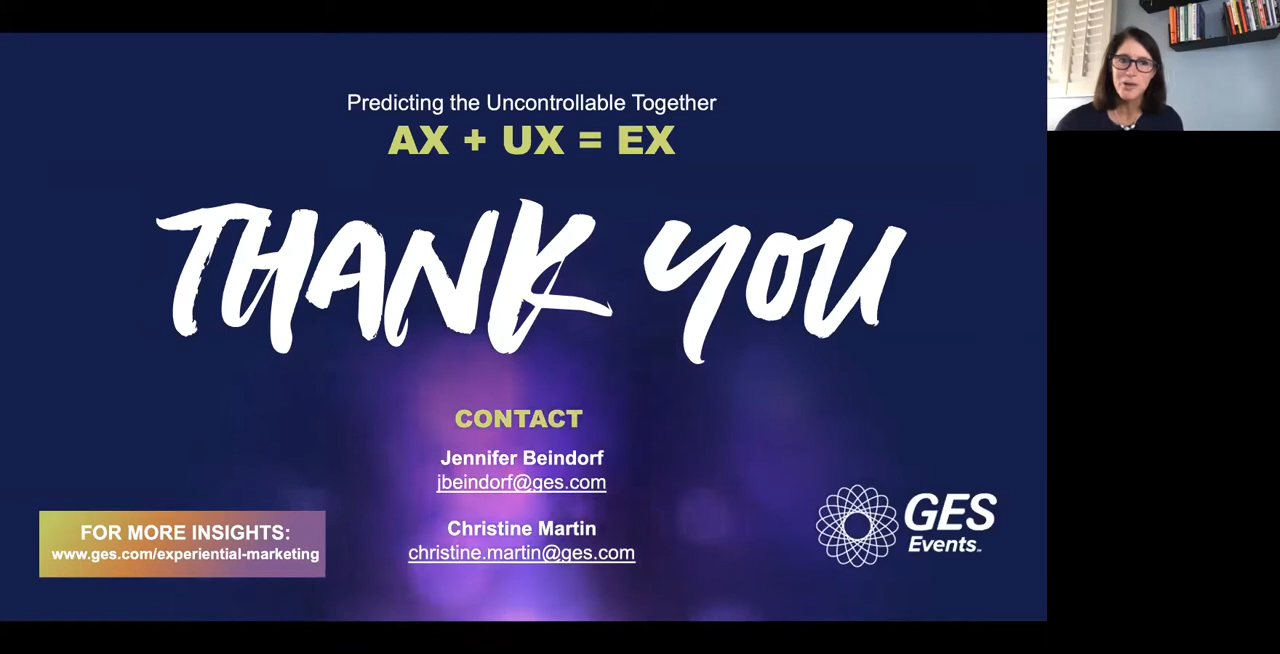 Predicting the Uncontrollable Together
AX + UX = EX
THANK YOU
CONTACT
Jennifer Beindorf
jbeindorf@ges.com
Christine Martin
christine.martin@ges.com
FOR MORE INSIGHTS:
www.ges.com/experiential-marketing
GES
Events